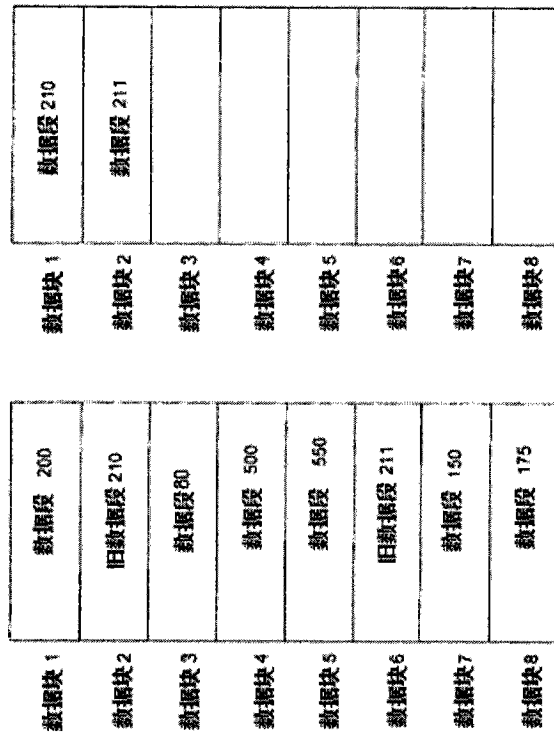 数据块 1 数据段 210
数据块 2 数据段 211
数据块 3
数据块 4
数据块 5
数据块 6
数据块 7
数据块 8
数据块 1 数据段 200
数据块 2 旧数据段 210
数据块 3 数据段 80
数据块 4 数据段 500
数据块 5 数据段 550
数据块 6 旧数据段 211
数据块 7 数据段 150
数据块 8 数据段 175